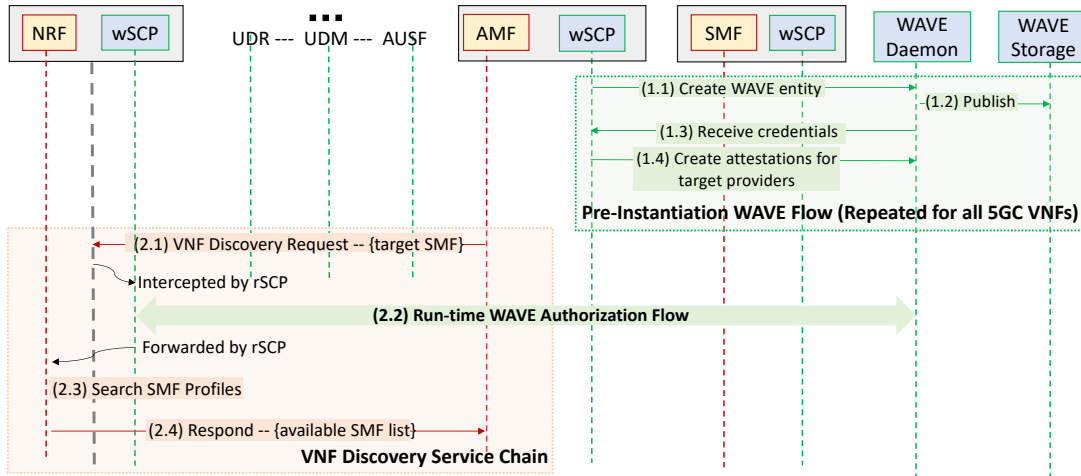 NRF
wSCP
UDR --- UDM --- AUSF
AMF
wSCP
SMF
wSCP
WAVE
Daemon
WAVE
Storage
(1.1) Create WAVE entity
(1.2) Publish
(1.3) Receive credentials
(1.4) Create attestations for
target providers
Pre-Instantiation WAVE Flow (Repeated for all 5GC VNFs)
(2.1) VNF Discovery Request -- {target SMF}
Intercepted by rSCP
(2.2) Run-time WAVE Authorization Flow
Forwarded by rSCP
(2.3) Search SMF Profiles
(2.4) Respond -- {available SMF list}
VNF Discovery Service Chain